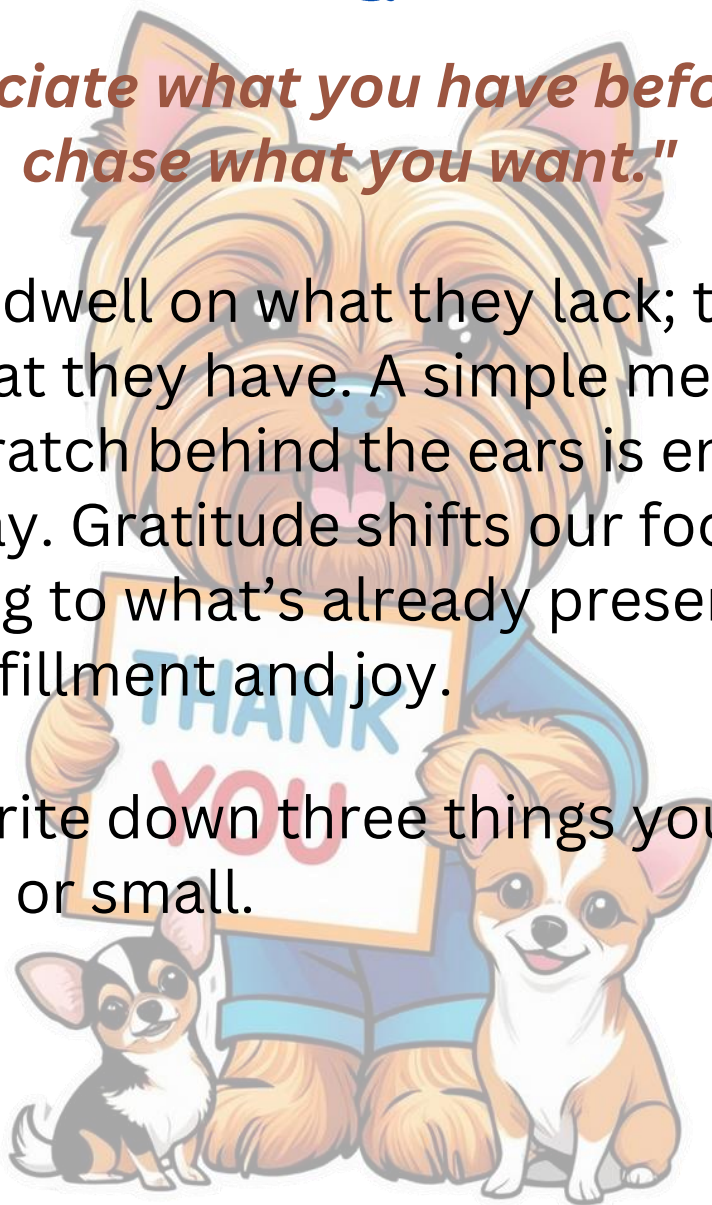 ciate what you have befo
chase what you want."
dwell on what they lack; t
at they have. A simple me
ratch behind the ears is en
ay. Gratitude shifts our foc
g to what’s already presen
fillment and joy.
THANK
YOU
rite down three things you
or small.